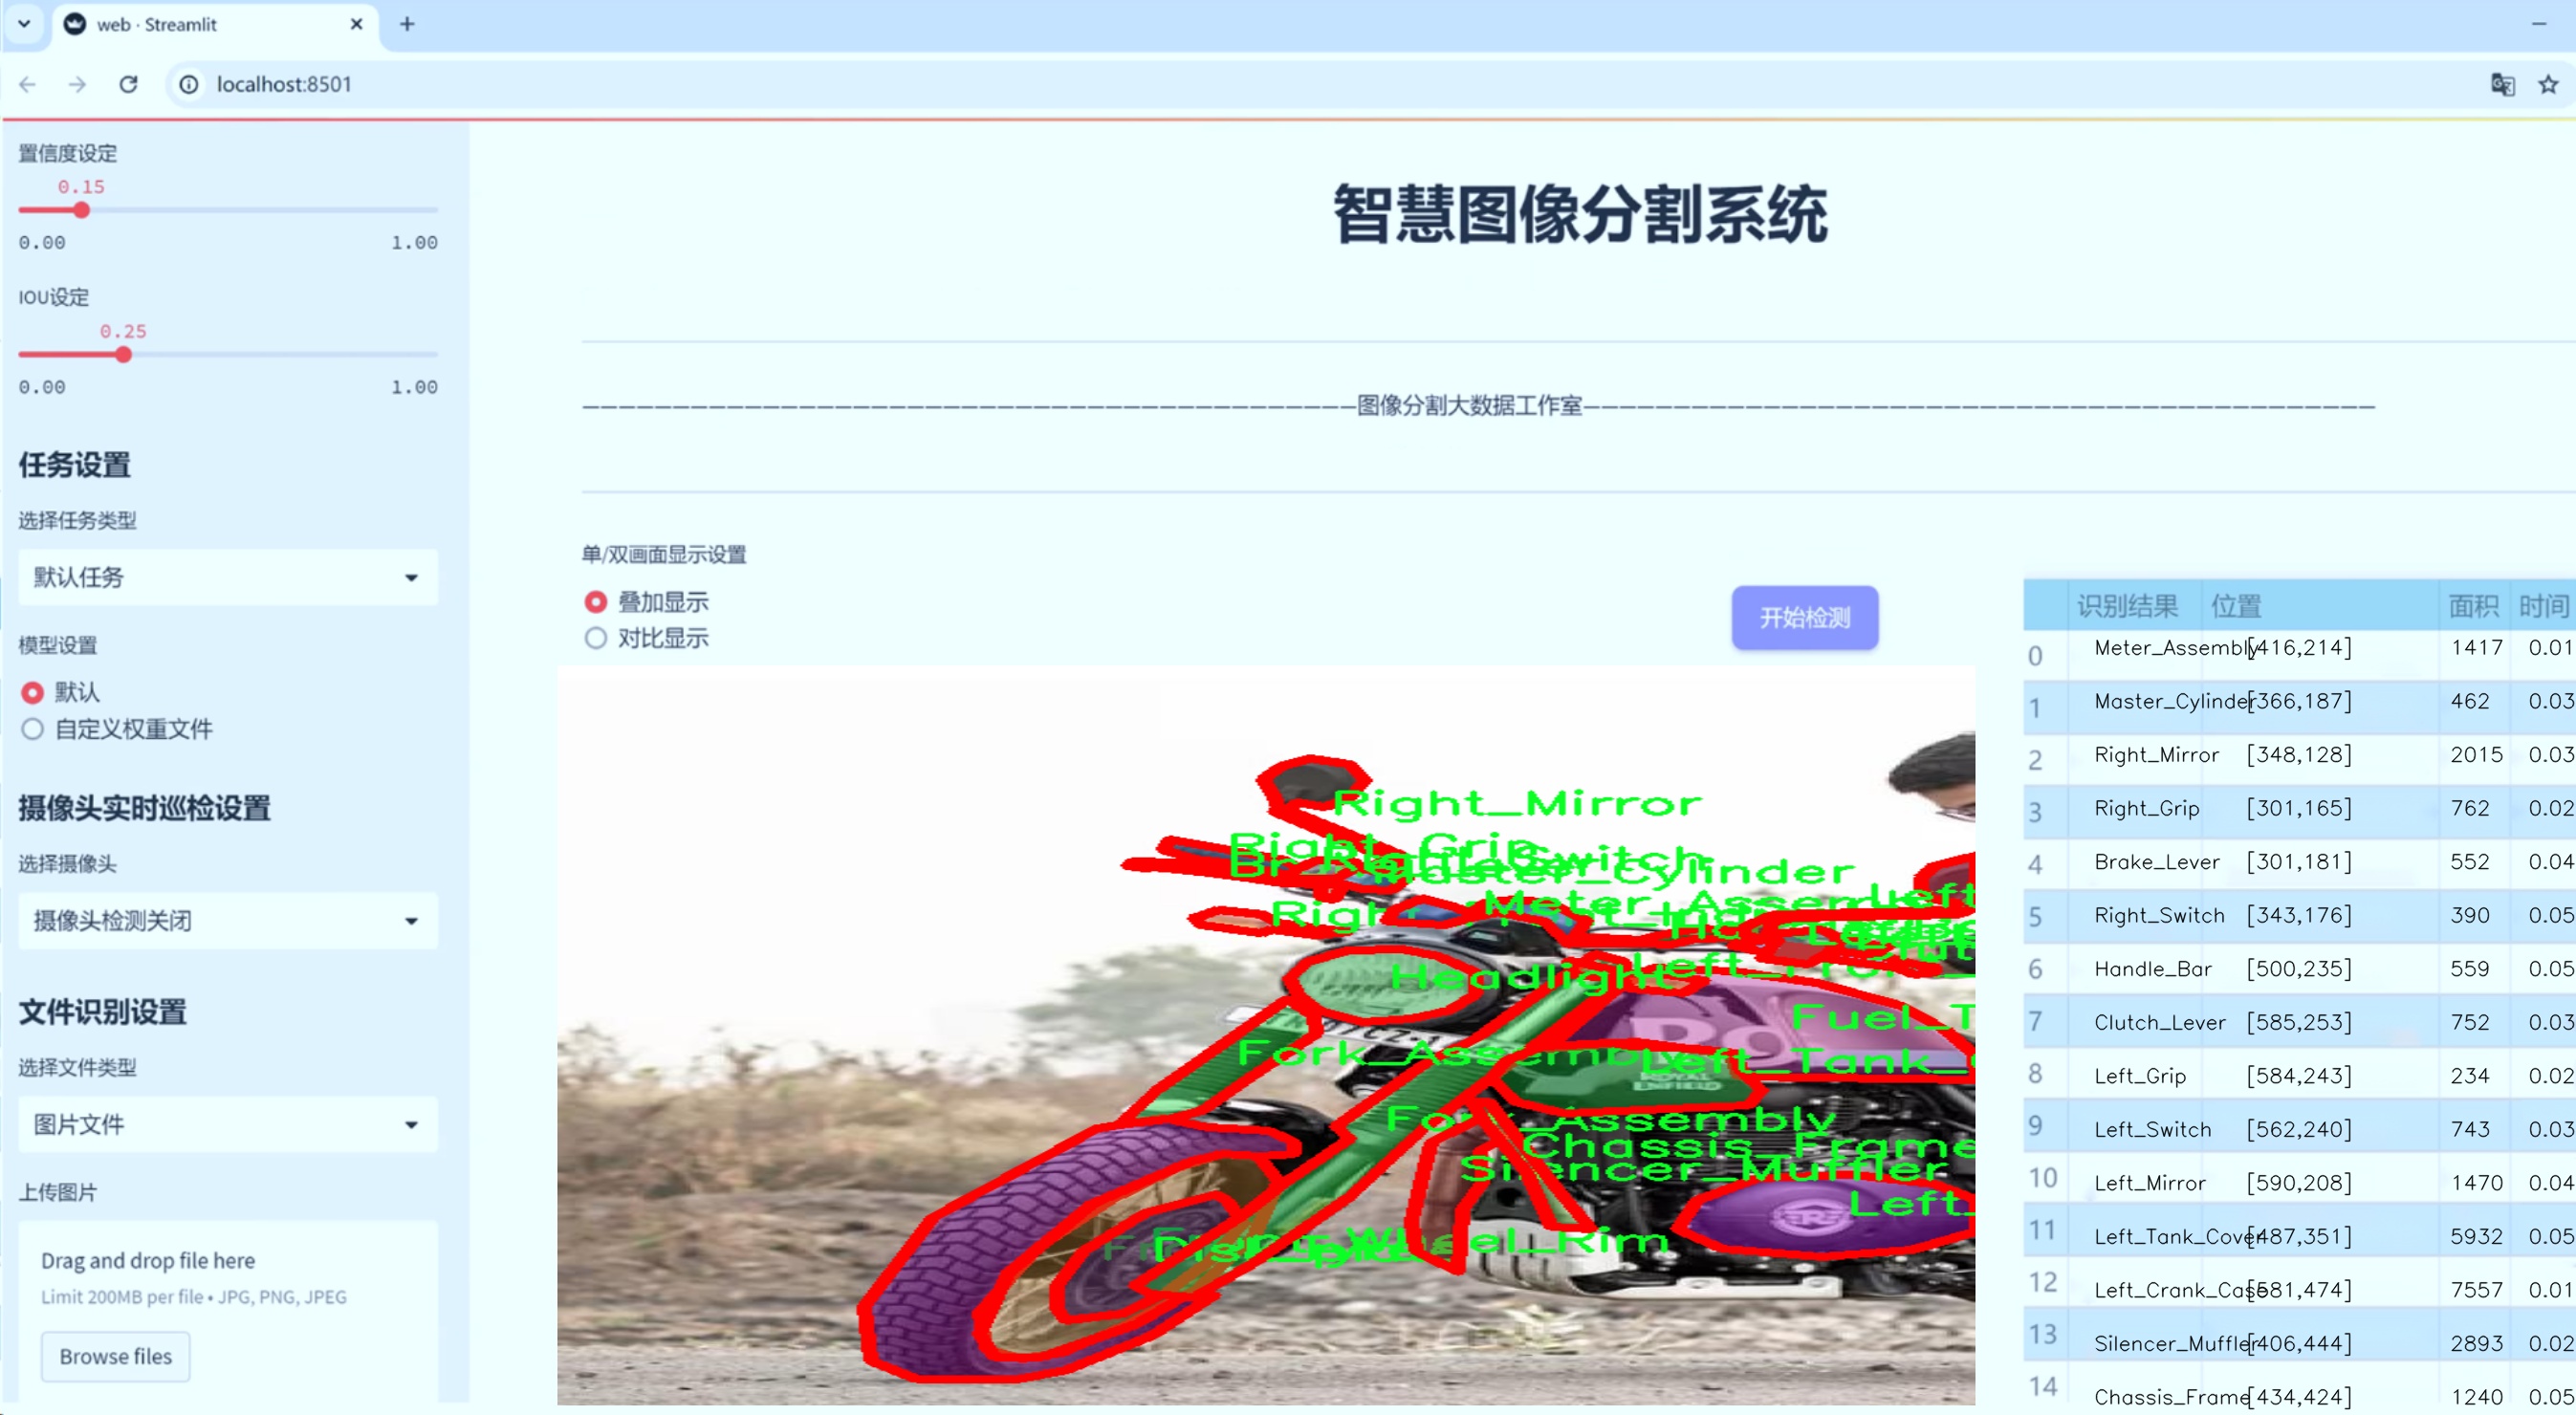 web · Streamlit
localhost:8501
置信度设定
0.15
0.00 1.00
IOU设定
0.25
0.00 1.00
任务设置
选择任务类型
默认任务
模型设置
默认
自定义权重文件
摄像头实时巡检设置
选择摄像头
摄像头检测关闭
文件识别设置
选择文件类型
图片文件
上传图片
Drag and drop file here
Limit 200MB per file • JPG, PNG, JPEG
Browse files
智慧图像分割系统
图像分割大数据工作室
单/双画面显示设置
叠加显示
对比显示
开始检测
Right_Mirror
Right_Grip
Headlight
Fork_Assembly
Left_Tank_
ROYAL
ENFIELD
Fork_Assembly
Chassis_Frame
Silencer_Muffler
Left_
识别结果 位置 面积 时间
0 Meter_Assembly [416,214] 1417 0.01
1 Master_Cylinder [366,187] 462 0.03
2 Right_Mirror [348,128] 2015 0.03
3 Right_Grip [301,165] 762 0.02
4 Brake_Lever [301,181] 552 0.04
5 Right_Switch [343,176] 390 0.05
6 Handle_Bar [500,235] 559 0.05
7 Clutch_Lever [585,253] 752 0.03
8 Left_Grip [584,243] 234 0.02
9 Left_Switch [562,240] 743 0.03
10 Left_Mirror [590,208] 1470 0.04
11 Left_Tank_Cover [487,351] 5932 0.05
12 Left_Crank_Case [581,474] 7557 0.01
13 Silencer_Muffler [406,444] 2893 0.02
14 Chassis_Frame [434,424] 1240 0.05